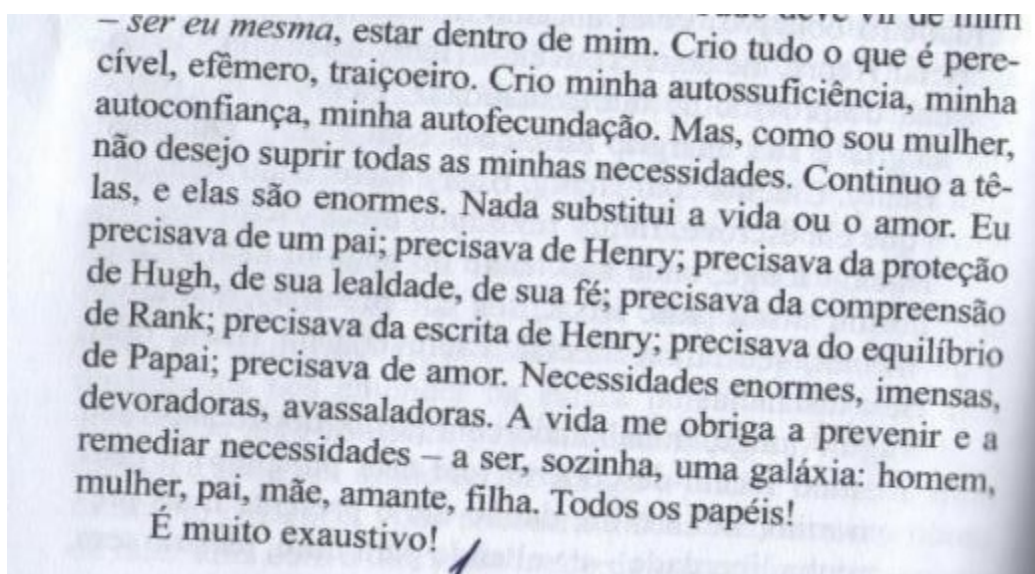 deve vir de mim
– ser eu mesma, estar dentro de mim. Crio tudo o que é pere-
cível, efêmero, traiçoeiro. Crio minha autossuficiência, minha
autoconfiança, minha autofecundação. Mas, como sou mulher,
não desejo suprir todas as minhas necessidades. Continuo a tê-
las, e elas são enormes. Nada substitui a vida ou o amor. Eu
precisava de um pai; precisava de Henry; precisava da proteção
de Hugh, de sua lealdade, de sua fé; precisava da compreensão
de Rank; precisava da escrita de Henry; precisava do equilíbrio
de Papai; precisava de amor. Necessidades enormes, imensas,
devoradoras, avassaladoras. A vida me obriga a prevenir e a
remediar necessidades – a ser, sozinha, uma galáxia: homem,
mulher, pai, mãe, amante, filha. Todos os papéis!
É muito exaustivo!